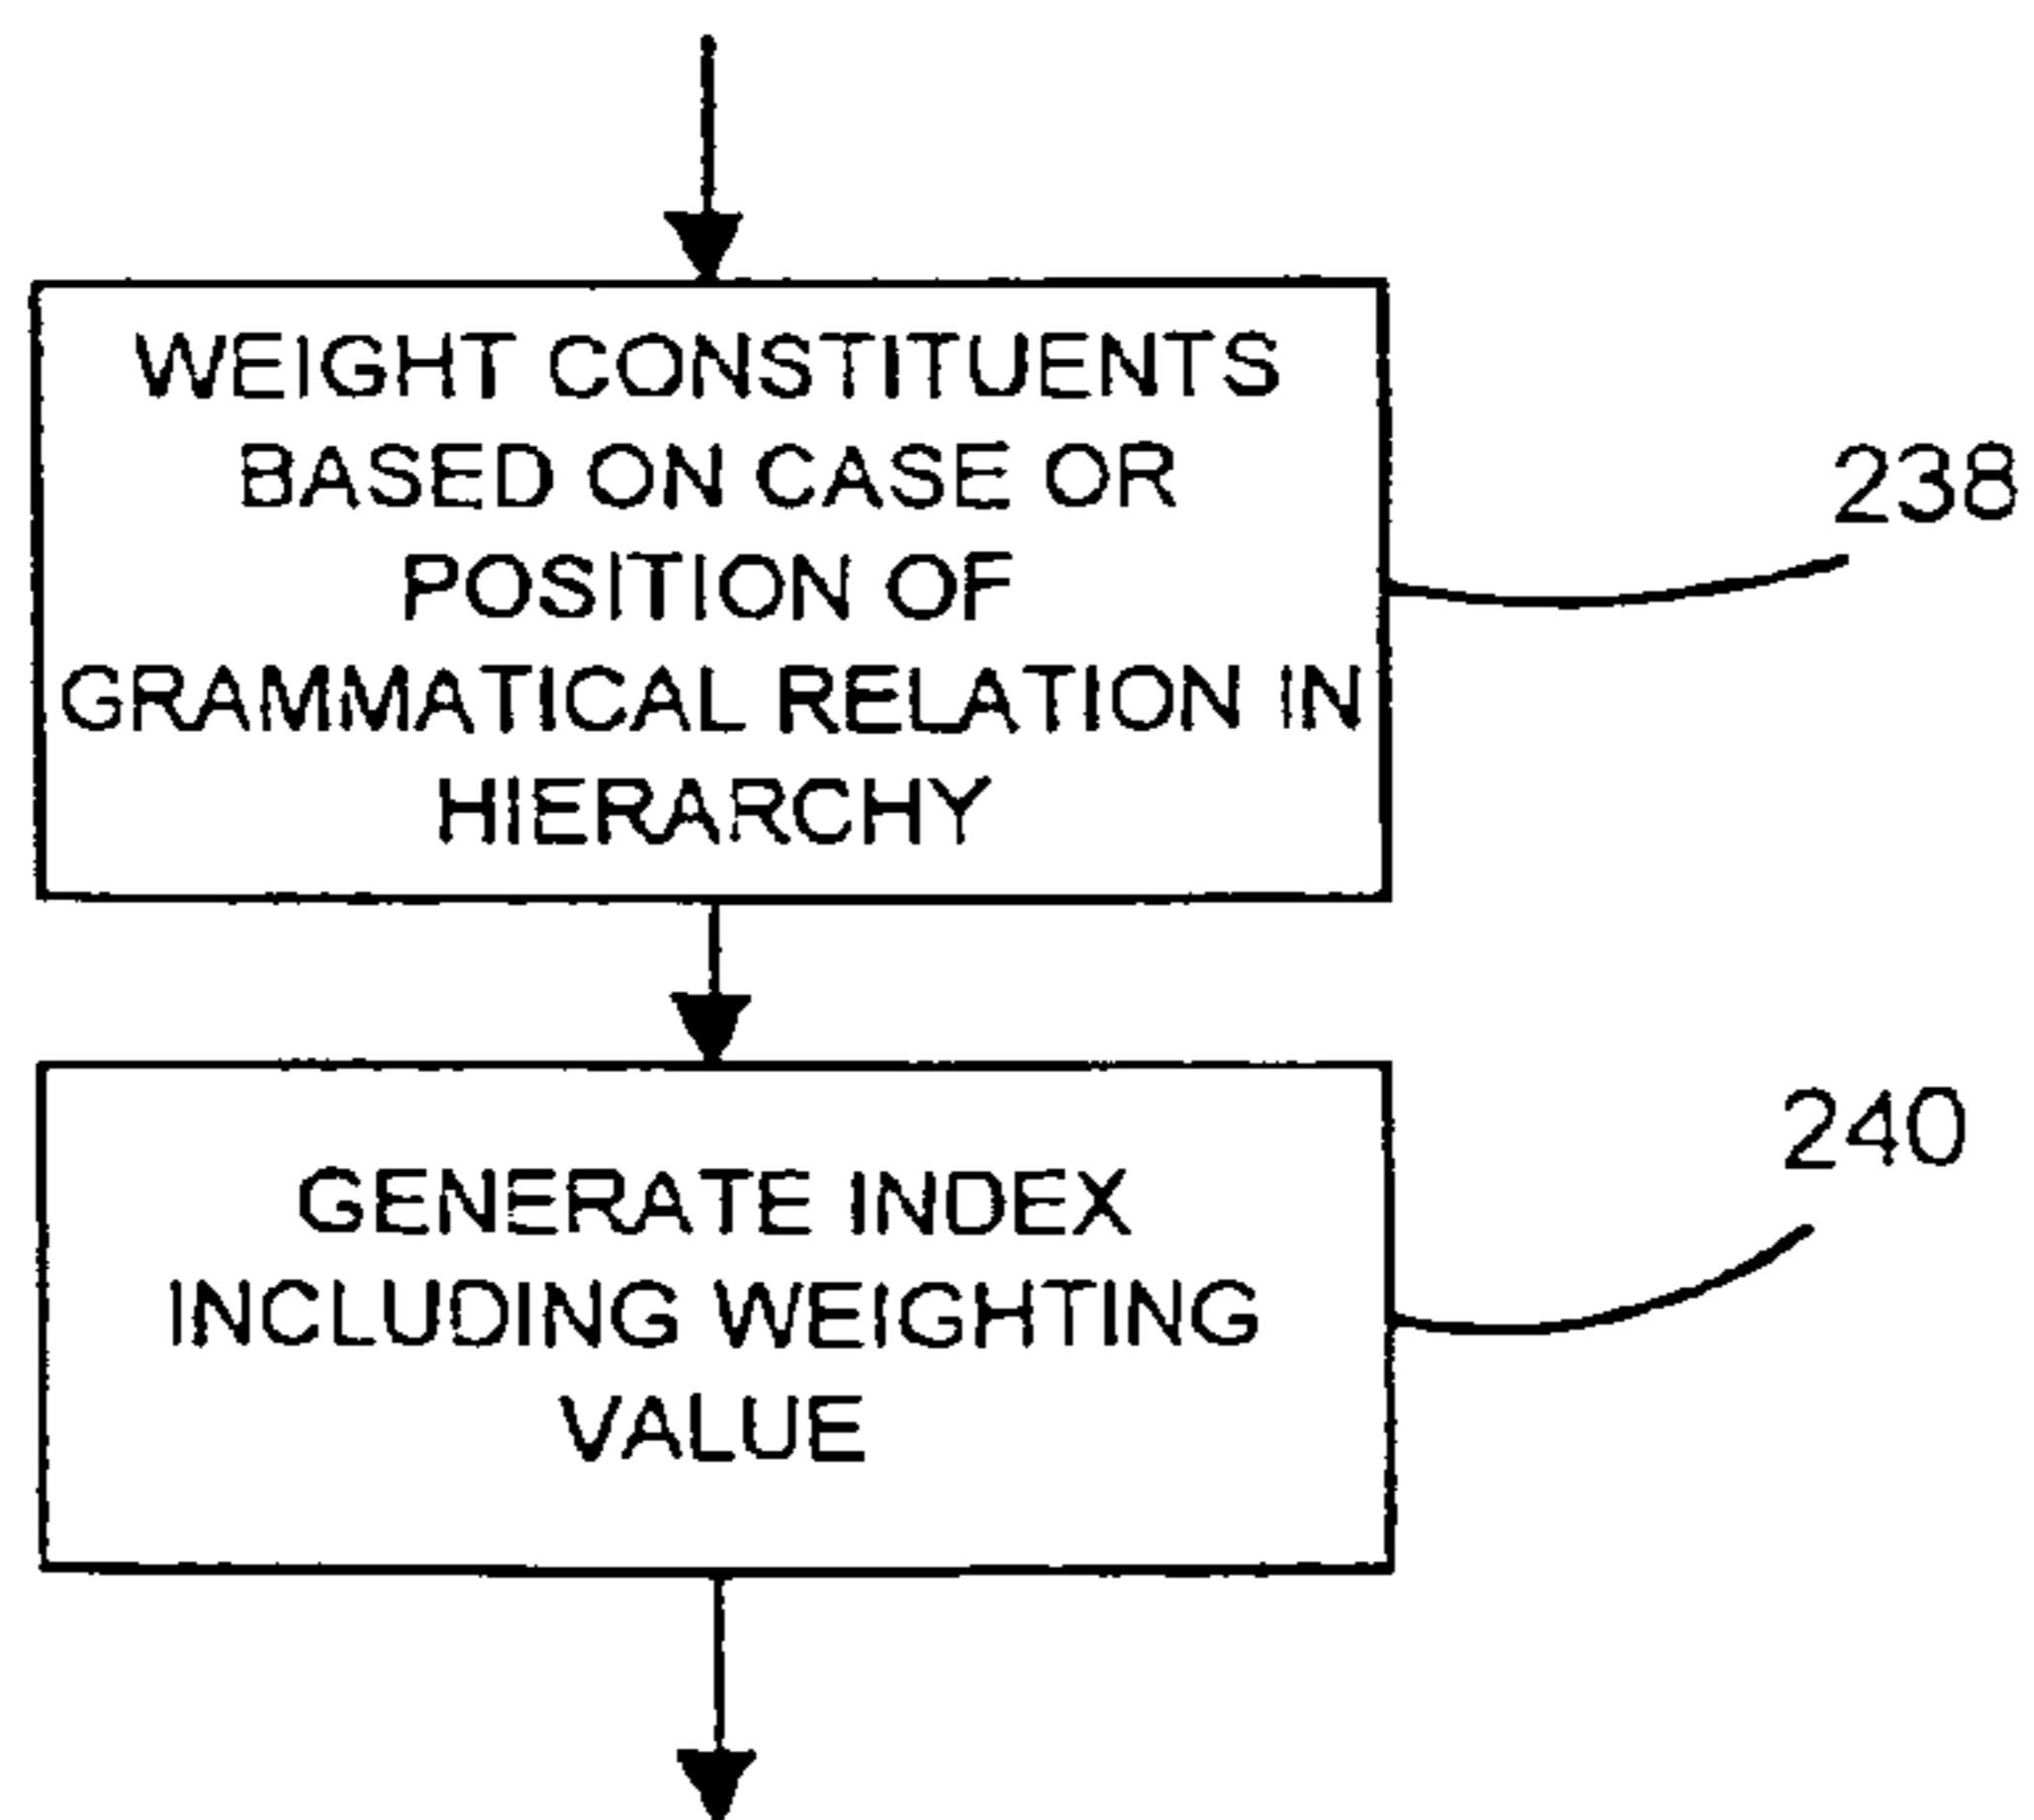 WEIGHT CONSTITUENTS
BASED ON CASE OR
POSITION OF
GRAMMATICAL RELATION IN
HIERARCHY
238
GENERATE INDEX
INCLUDING WEIGHTING
VALUE
240